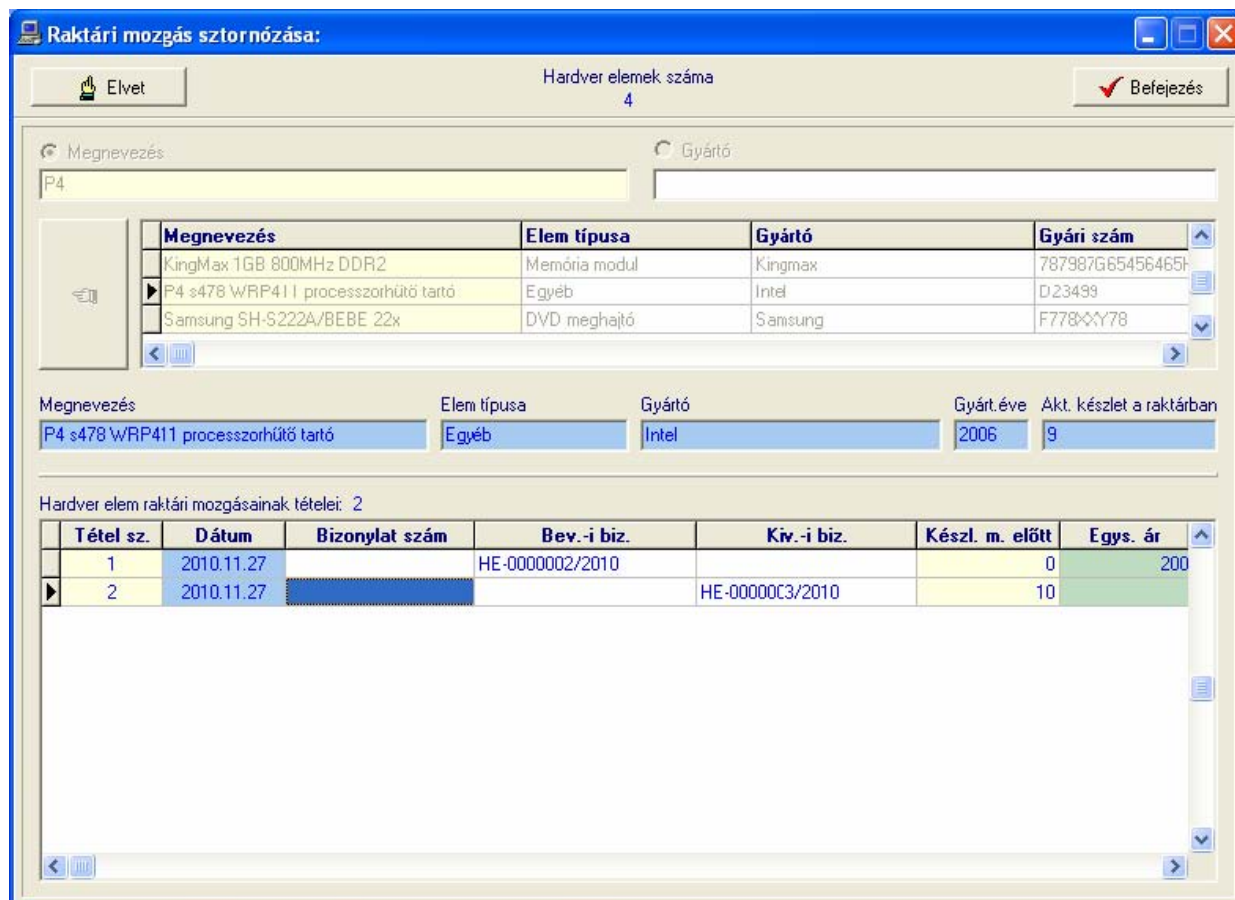 Raktári mozgás sztornózása:
Elvet
Hardver elemek száma
4
Befejezés
Megnevezés
Gyártó
P4
Megnevezés Elem típusa Gyártó Gyári szám
KingMax 1GB 800MHz DDR2 Memória modul Kingmax
P4 s478 WRP411 processzorhűtő tartó Egyéb Intel D23499
Samsung SH-S222A/BEBE 22x DVD meghajtó Samsung F778XXY78
Megnevezés Elem típusa Gyártó Gyárt.éve Akt. készlet a raktárban
P4 s478 WRP411 processzorhűtő tartó Egyéb Intel 2006 9
Hardver elem raktári mozgásainak tételei: 2
Tétel sz. Dátum Bizonylat szám Bev.-i biz. Kiv.-i biz. Készl. m. előtt Egys. ár
1 2010.11.27 HE-0000002/2010 0 200
2 2010.11.27 HE-0000003/2010 10